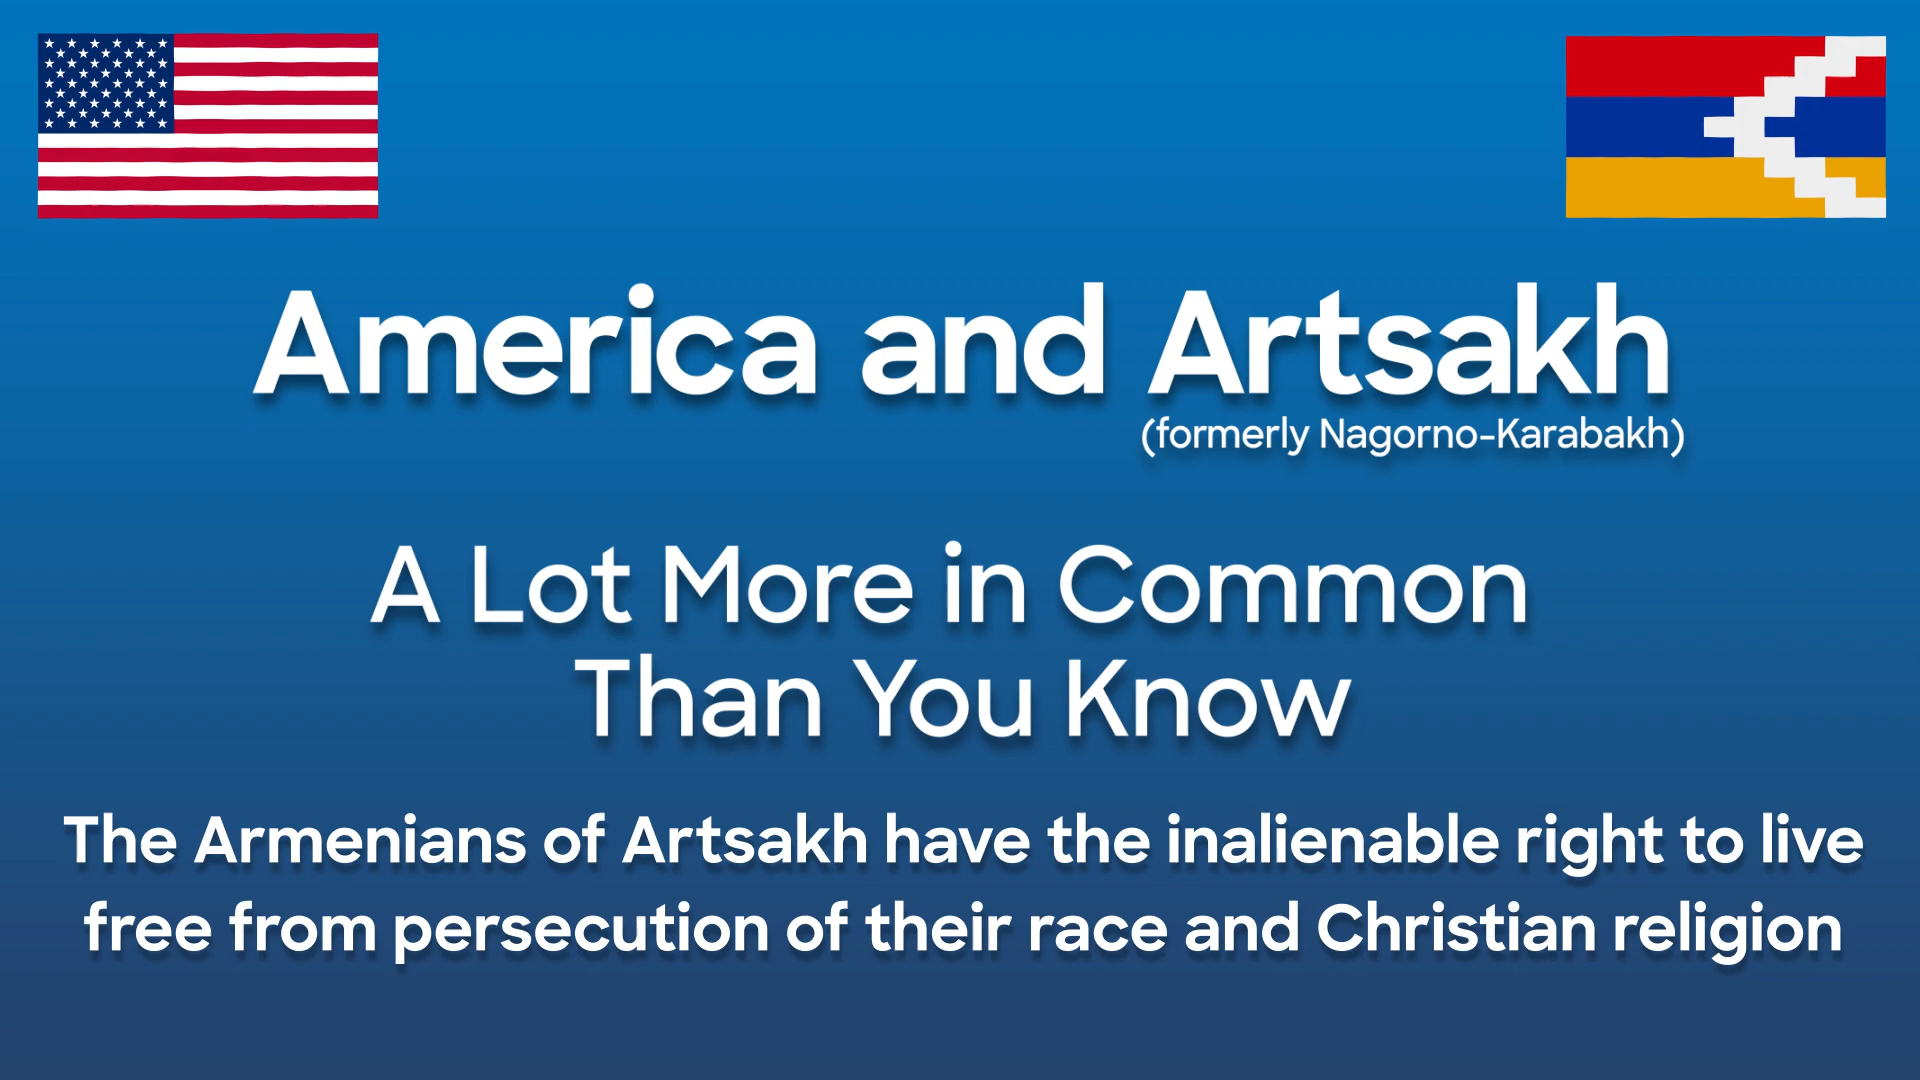 America and Artsakh
(formerly Nagorno-Karabakh)
A Lot More in Common
Than You Know
The Armenians of Artsakh have the inalienable right to live
free from persecution of their race and Christian religion